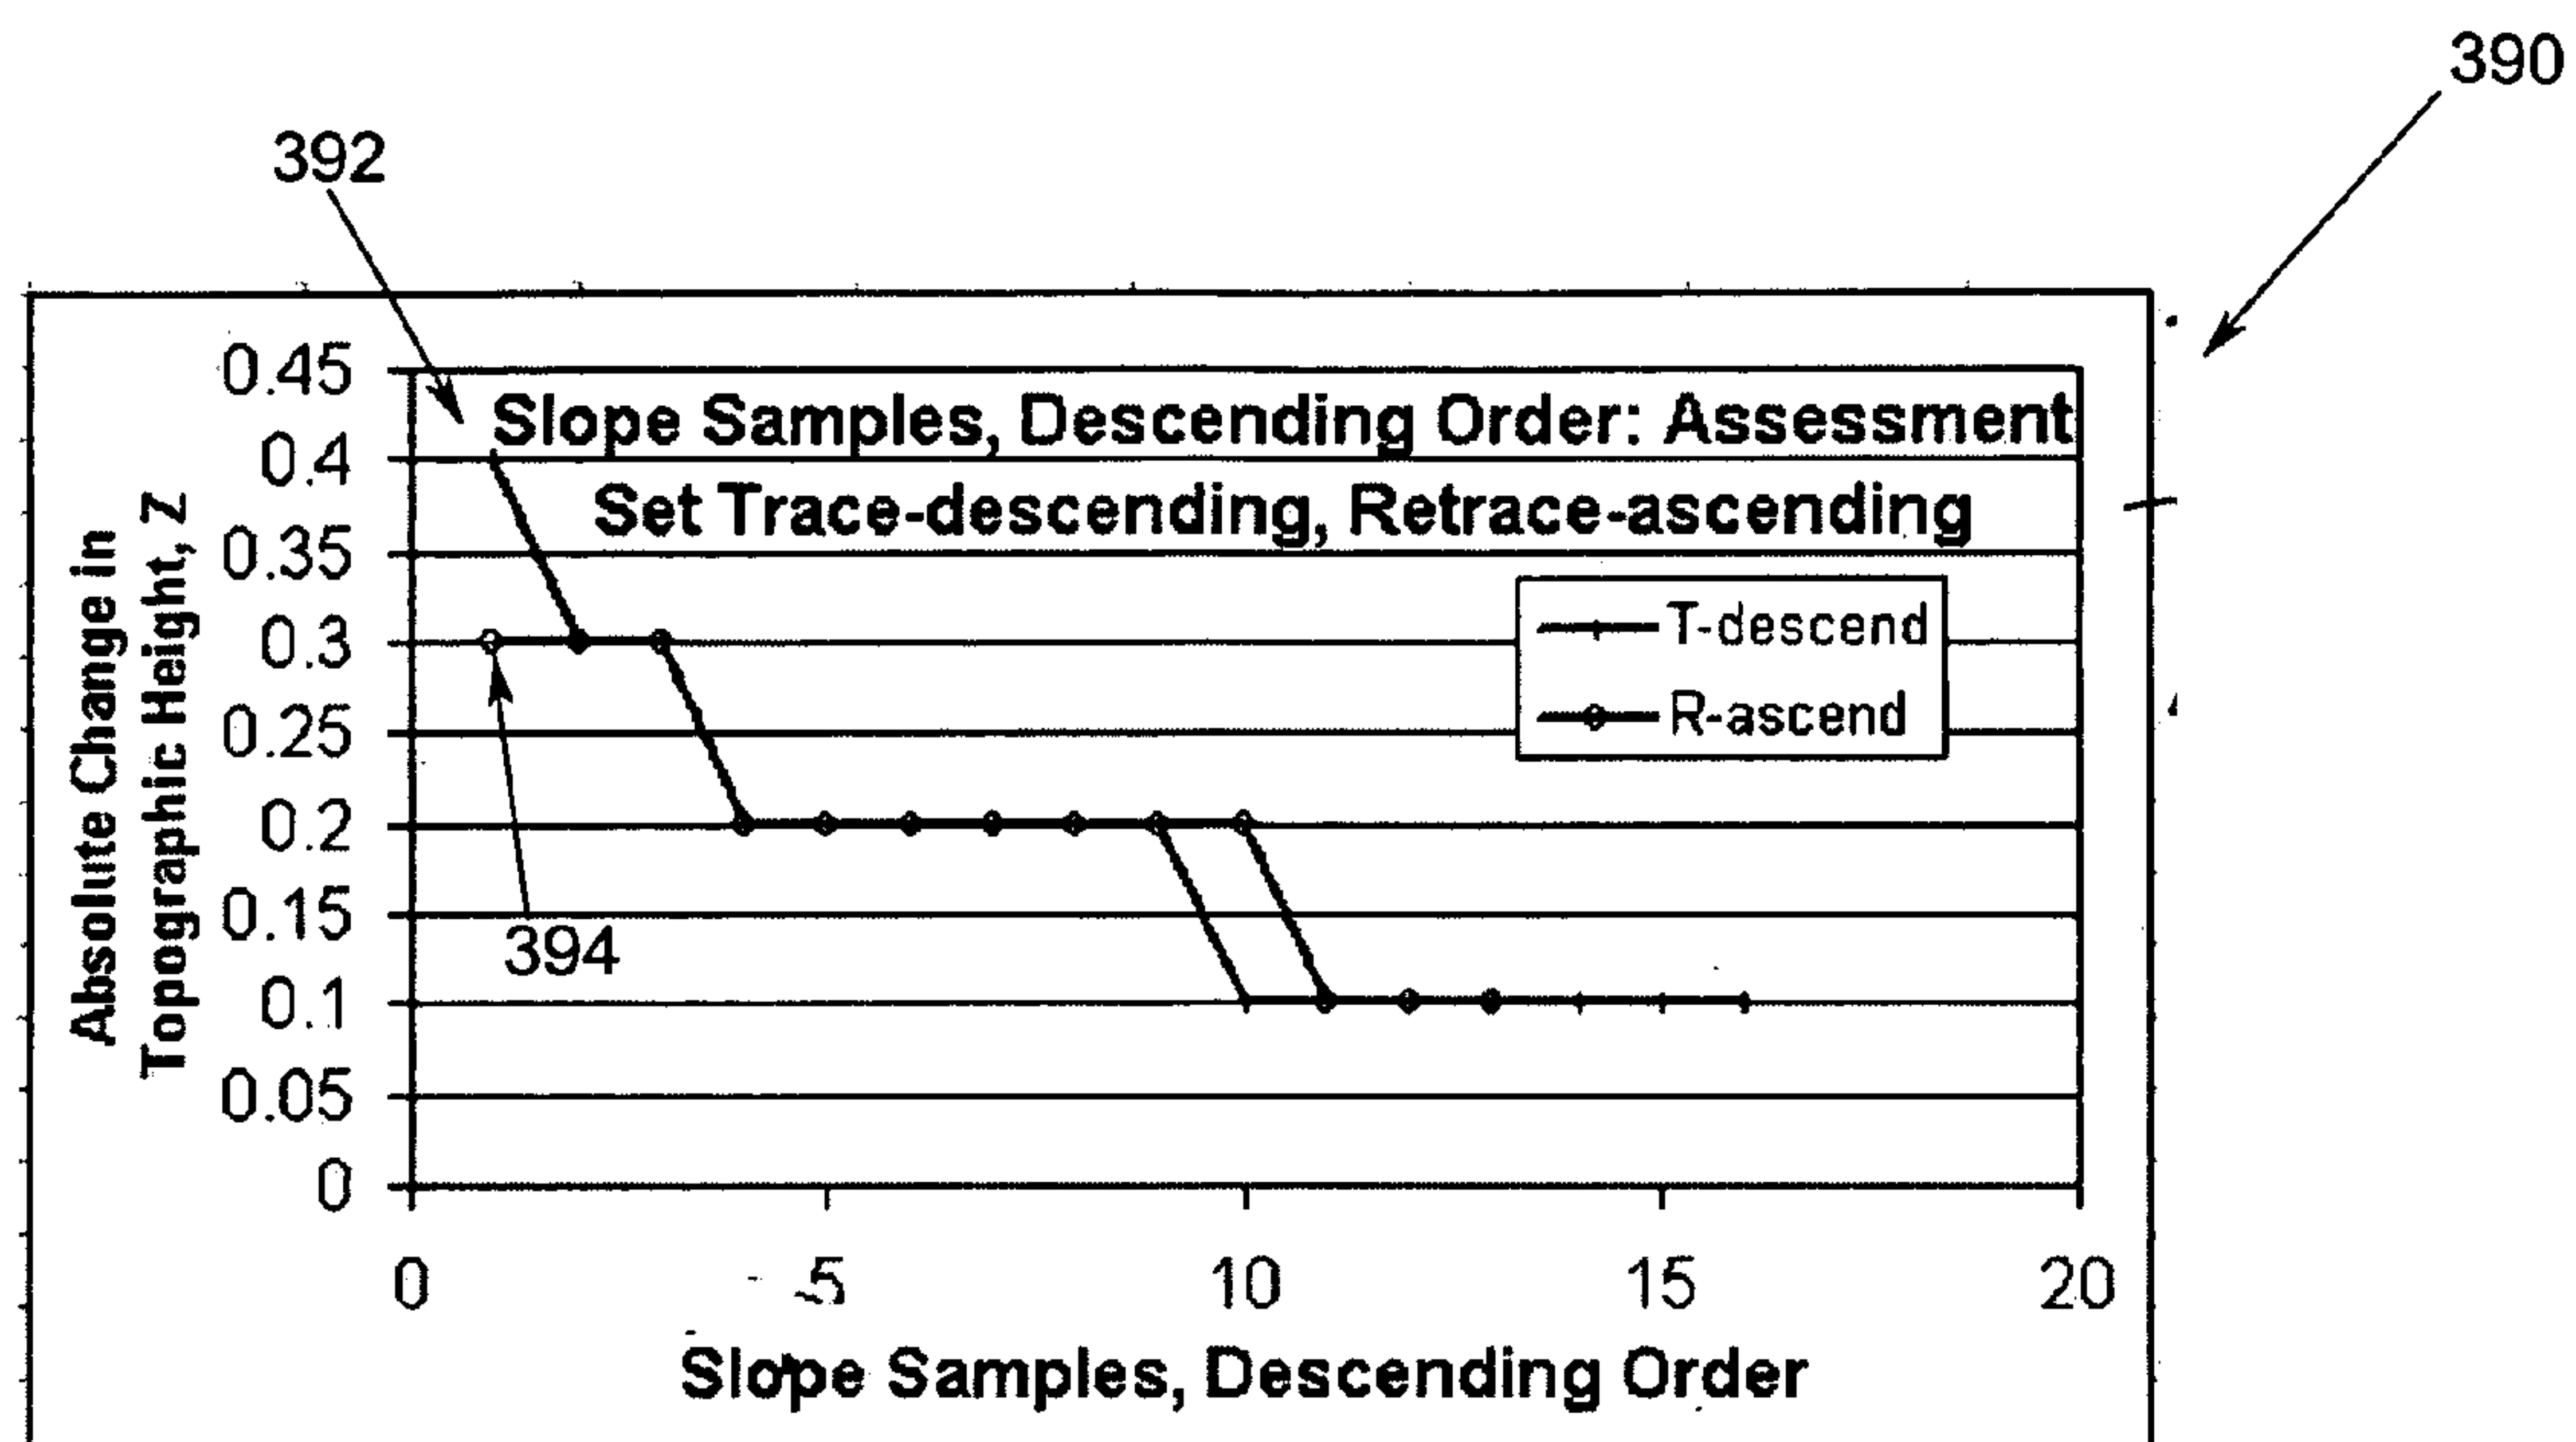 390
392
0.45
0.4
0.35
0.3
0.25
0.2
0.15
0.1
0.05
0
Absolute Change in
Topographic Height, Z
Slope Samples, Descending Order: Assessment
Set Trace-descending, Retrace-ascending
T-descend
R-ascend
394
0
5
10
15
20
Slope Samples, Descending Order